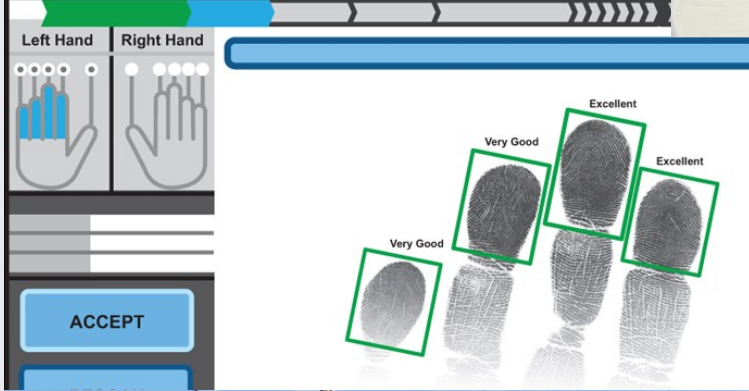 Left Hand
Right Hand
Excellent
Very Good
Excellent
Very Good
ACCEPT